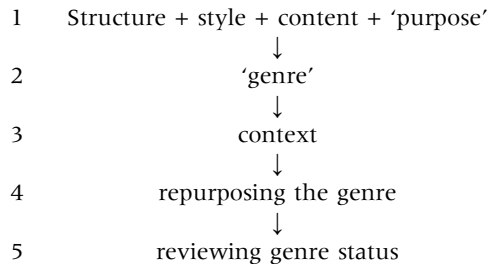 1 Structure + style + content + ‘purpose’
↓
2 ‘genre’
↓
3 context
↓
4 repurposing the genre
↓
5 reviewing genre status